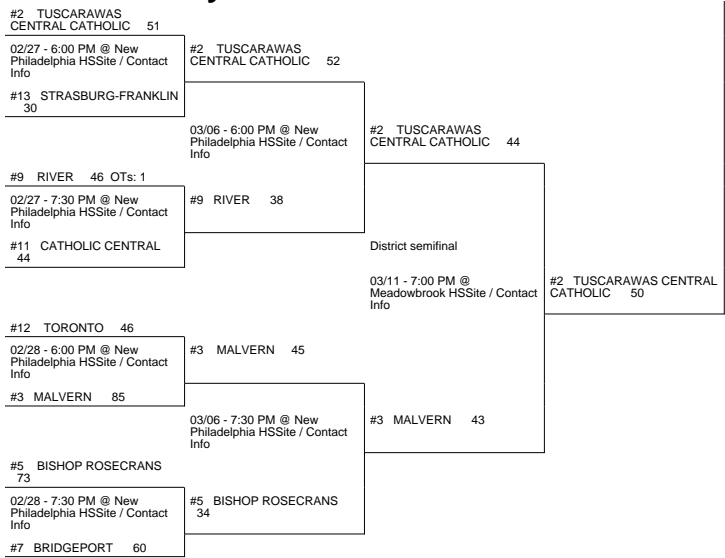 #2 TUSCARAWAS
CENTRAL CATHOLIC 51
02/27 - 6:00 PM @ New
Philadelphia HSSite / Contact
Info
#13 STRASBURG-FRANKLIN
30
#2 TUSCARAWAS
CENTRAL CATHOLIC 52
03/06 - 6:00 PM @ New
Philadelphia HSSite / Contact
Info
#9 RIVER 46 OTs: 1
02/27 - 7:30 PM @ New
Philadelphia HSSite / Contact
Info
#11 CATHOLIC CENTRAL
44
#9 RIVER 38
#2 TUSCARAWAS
CENTRAL CATHOLIC 44
District semifinal
03/11 - 7:00 PM @
Meadowbrook HSSite / Contact
Info
#2 TUSCARAWAS CENTRAL
CATHOLIC 50
#12 TORONTO 46
02/28 - 6:00 PM @ New
Philadelphia HSSite / Contact
Info
#3 MALVERN 85
#3 MALVERN 45
03/06 - 7:30 PM @ New
Philadelphia HSSite / Contact
Info
#3 MALVERN 43
#5 BISHOP ROSECRANS
73
02/28 - 7:30 PM @ New
Philadelphia HSSite / Contact
Info
#7 BRIDGEPORT 60
#5 BISHOP ROSECRANS
34